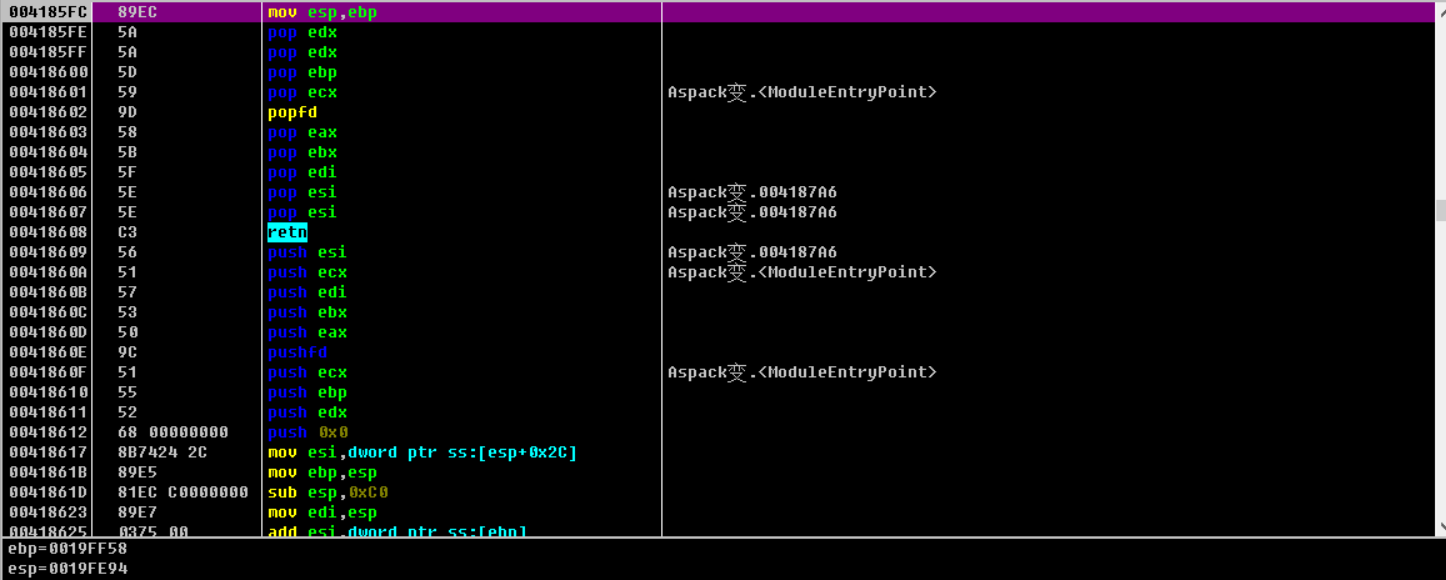 004185FC 89EC mov esp,ebp
004185FE 5A pop edx
004185FF 5A pop edx
00418600 5D pop ebp
00418601 59 pop ecx Aspack变.<ModuleEntryPoint>
00418602 9D popfd
00418603 58 pop eax
00418604 5B pop ebx
00418605 5F pop edi
00418606 5E pop esi Aspack变.004187A6
00418607 5E pop esi Aspack变.004187A6
00418608 C3 retn
00418609 56 push esi Aspack变.004187A6
0041860A 51 push ecx Aspack变.<ModuleEntryPoint>
0041860B 57 push edi
0041860C 53 push ebx
0041860D 50 push eax
0041860E 9C pushfd
0041860F 51 push ecx Aspack变.<ModuleEntryPoint>
00418610 55 push ebp
00418611 52 push edx
00418612 68 00000000 push 0x0
00418617 8B7424 2C mov esi,dword ptr ss:[esp+0x2C]
0041861B 89E5 mov ebp,esp
0041861D 81EC C0000000 sub esp,0xC0
00418623 89E7 mov edi,esp
00418625 0375 00 add esi,dword ptr ss:[ebp]
ebp=0019FF58
esp=0019FE94